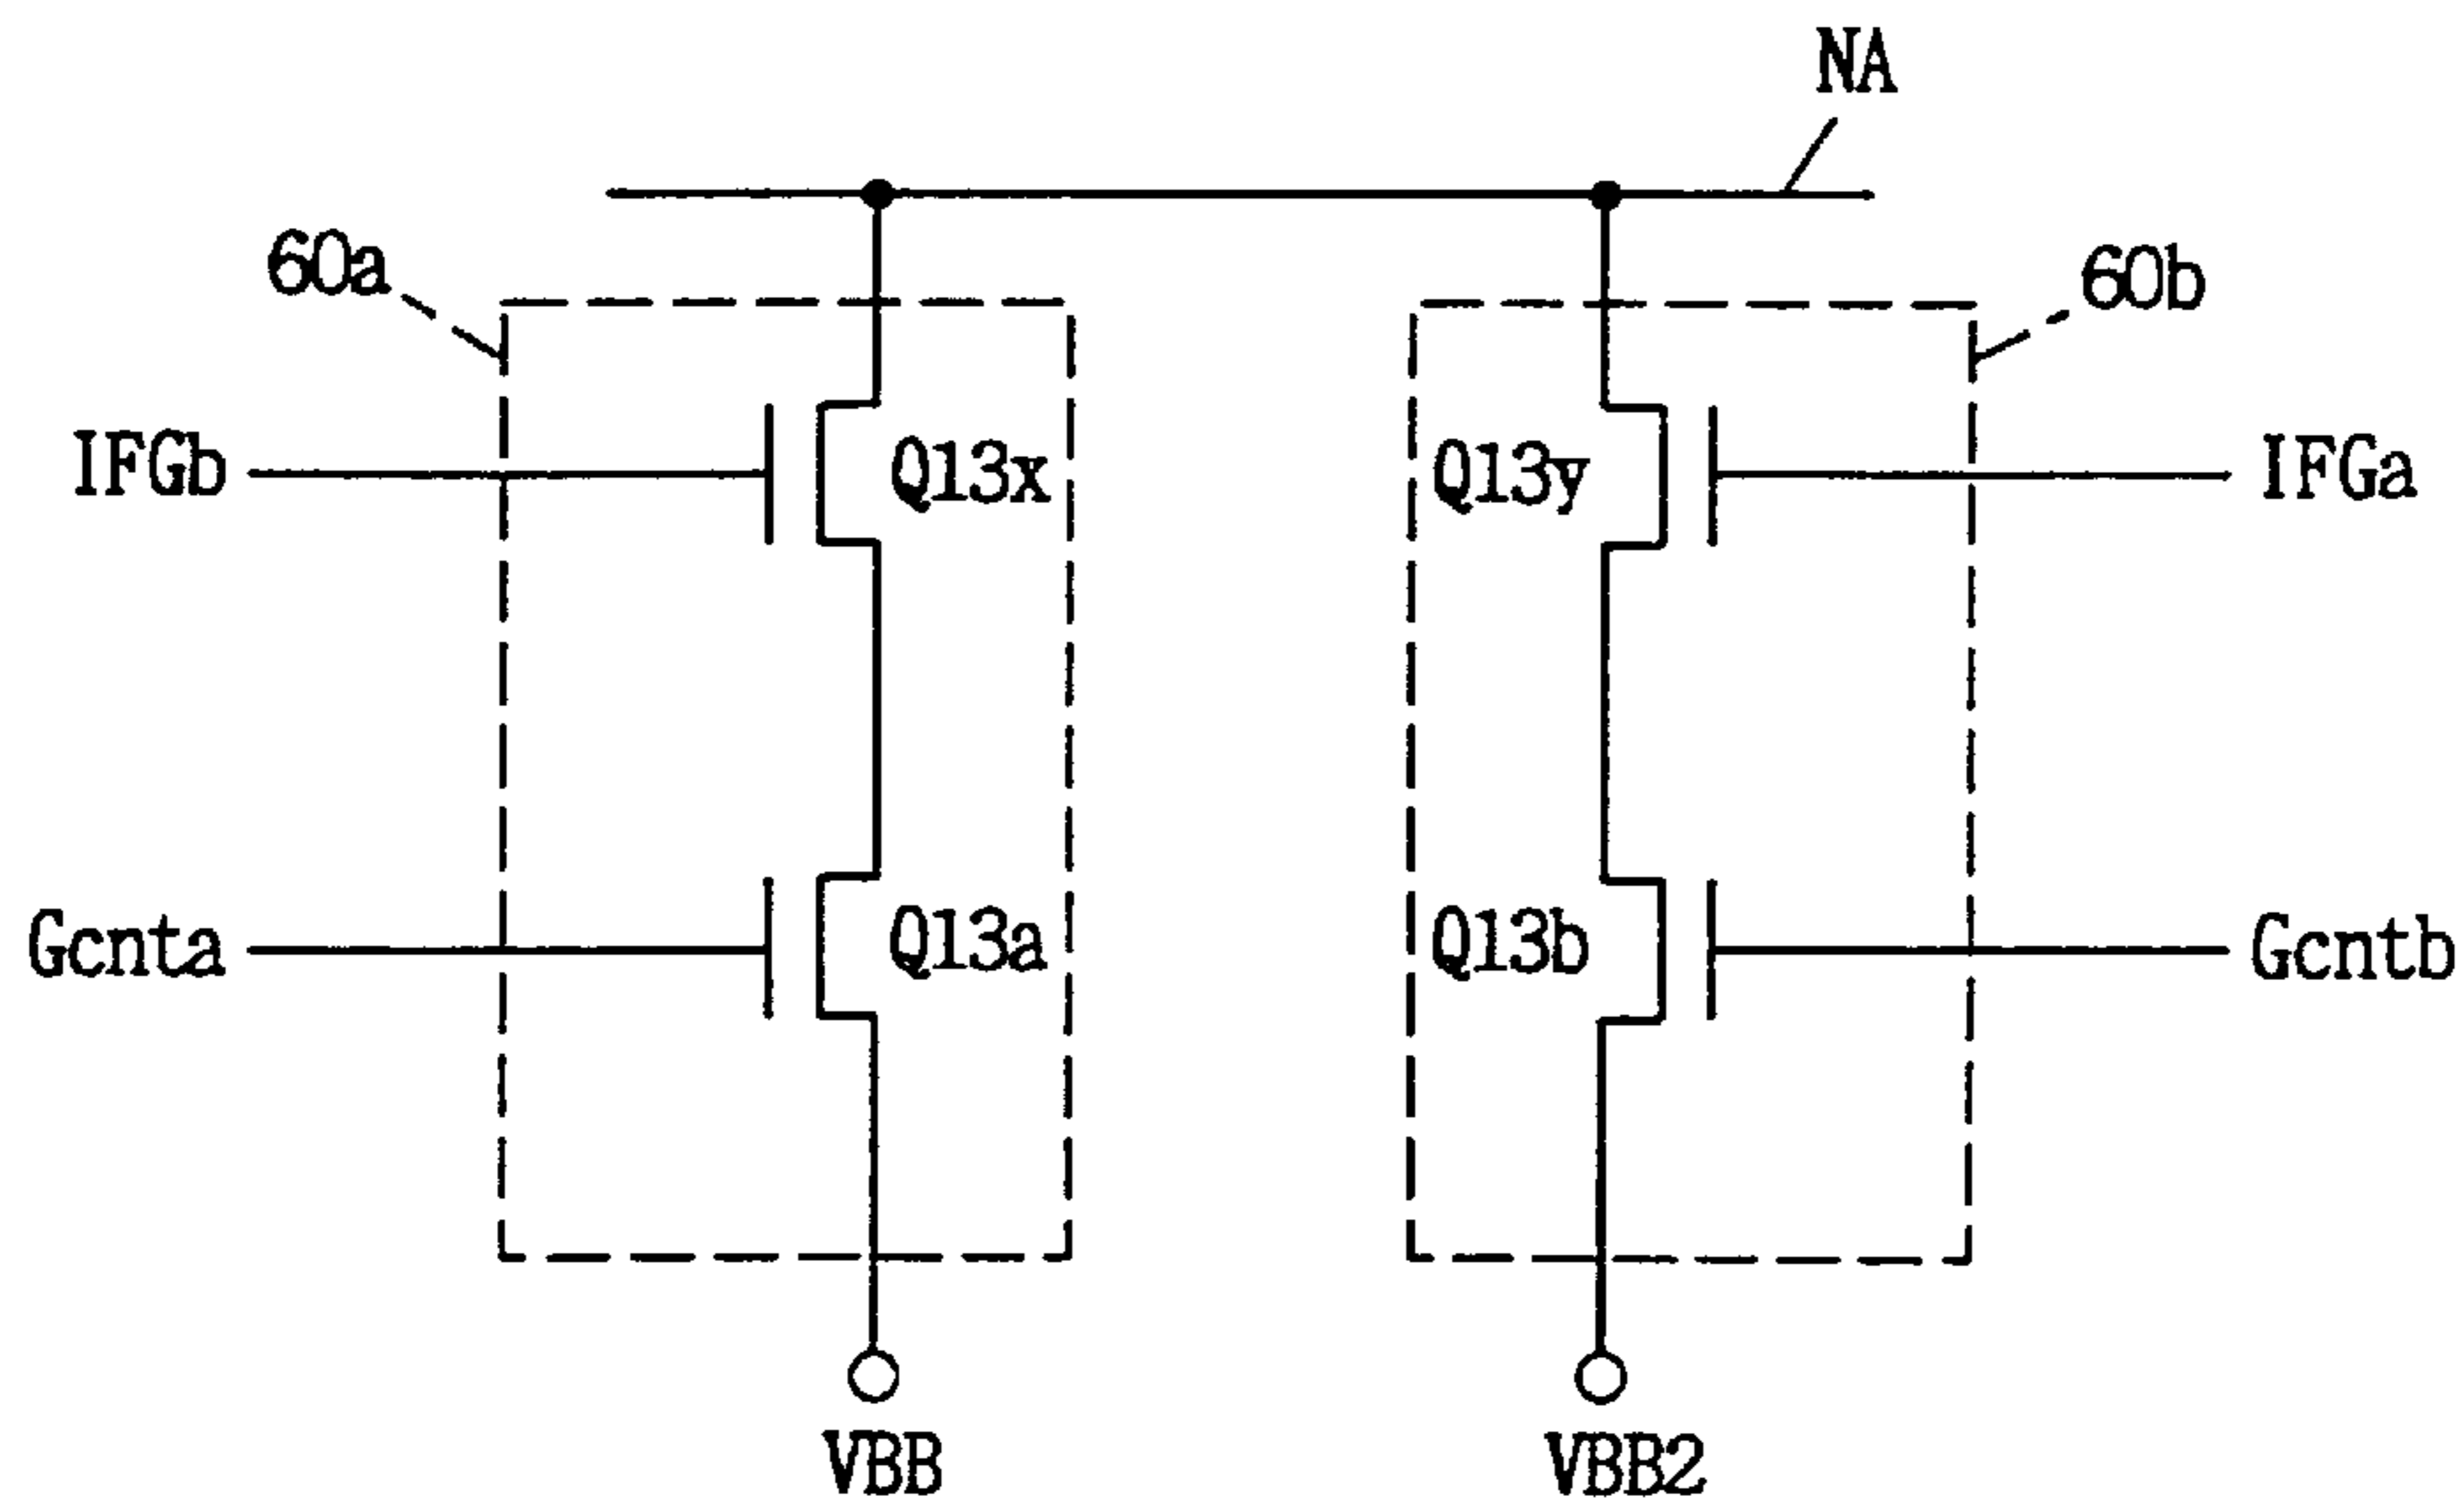 NA
60a
60b
IFGb
Q13x
Q13y
IFGa
Gcnta
Q13a
Q13b
Gcntb
VBB
VBB2